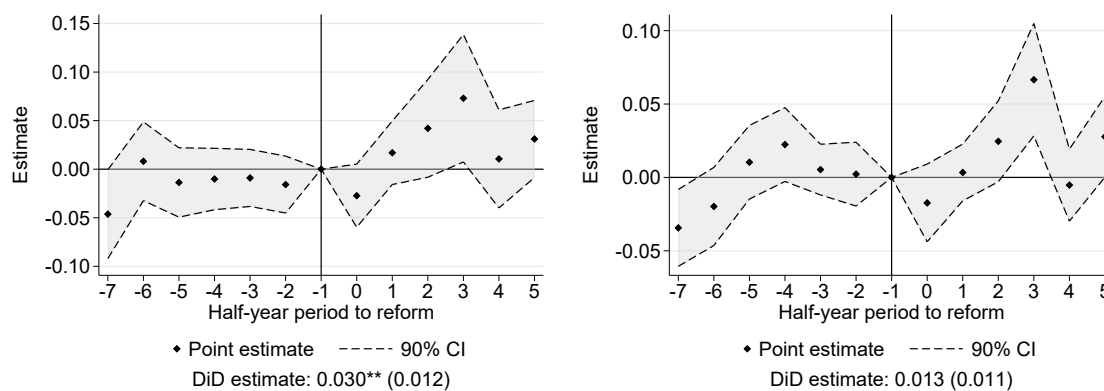 Estimate
0.15
0.10
0.05
0.00
-0.05
-0.10
-7 -6 -5 -4 -3 -2 -1 0 1 2 3 4 5
Half-year period to reform
Point estimate 90% CI
DiD estimate: 0.030** (0.012)
Estimate
0.10
0.05
0.00
-0.05
-7 -6 -5 -4 -3 -2 -1 0 1 2 3 4 5
Half-year period to reform
Point estimate 90% CI
DiD estimate: 0.013 (0.011)